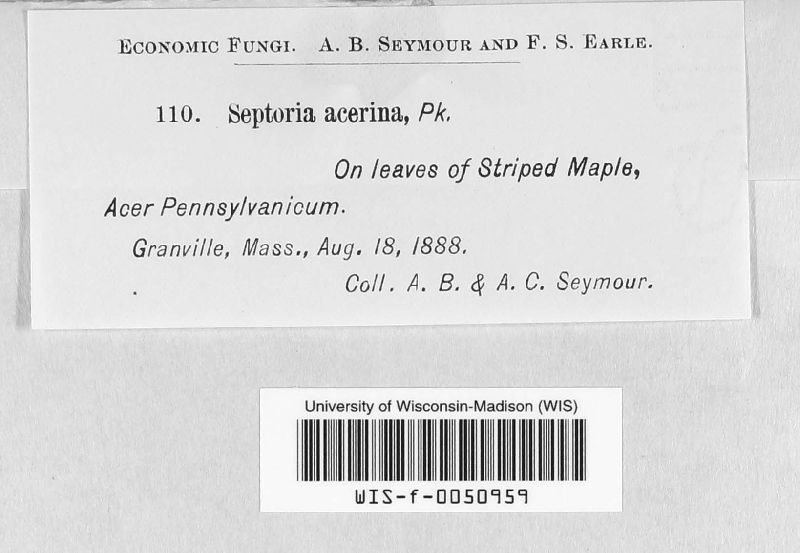 Economic Fungi. A. B. Seymour and F. S. Earle.
110. Septoria acerina, Pk.
On leaves of Striped Maple,
Acer Pennsylvanicum.
Granville, Mass., Aug. 18, 1888.
Coll. A. B. & A. C. Seymour.
University of Wisconsin-Madison (WIS)
WIS-f-0050959